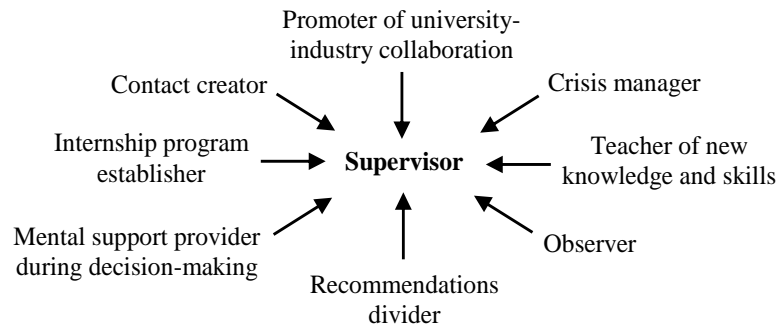 Promoter of university-
industry collaboration
Contact creator
Crisis manager
Internship program
establisher
Supervisor
Teacher of new
knowledge and skills
Mental support provider
during decision-making
Observer
Recommendations
divider